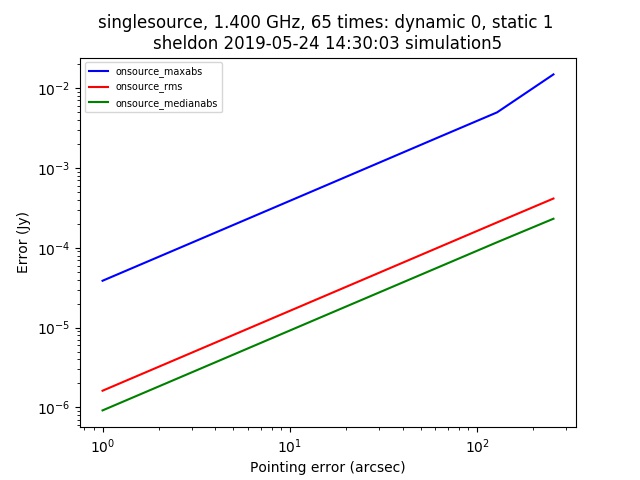 singlesource, 1.400 GHz, 65 times: dynamic 0, static 1
sheldon 2019-05-24 14:30:03 simulation5
onsource_maxabs
onsource_rms
onsource_medianabs
Error (Jy)
10⁻²
10⁻³
10⁻⁴
10⁻⁵
10⁻⁶
10⁰
10¹
10²
Pointing error (arcsec)